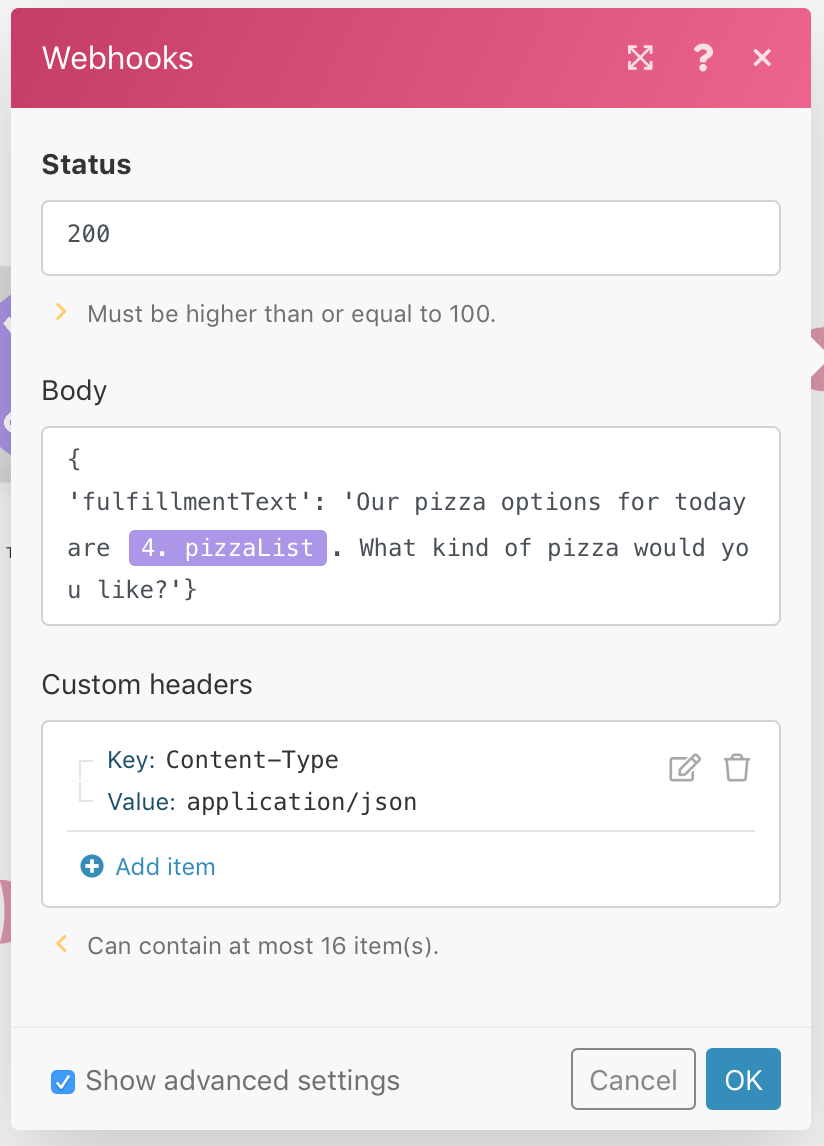 Webhooks
Status
200
Must be higher than or equal to 100.
Body
{
'fulfillmentText': 'Our pizza options for today
are 4. pizzaList . What kind of pizza would yo
u like?'}
Custom headers
Key: Content-Type
Value: application/json
Add item
Can contain at most 16 item(s).
Show advanced settings
Cancel
OK